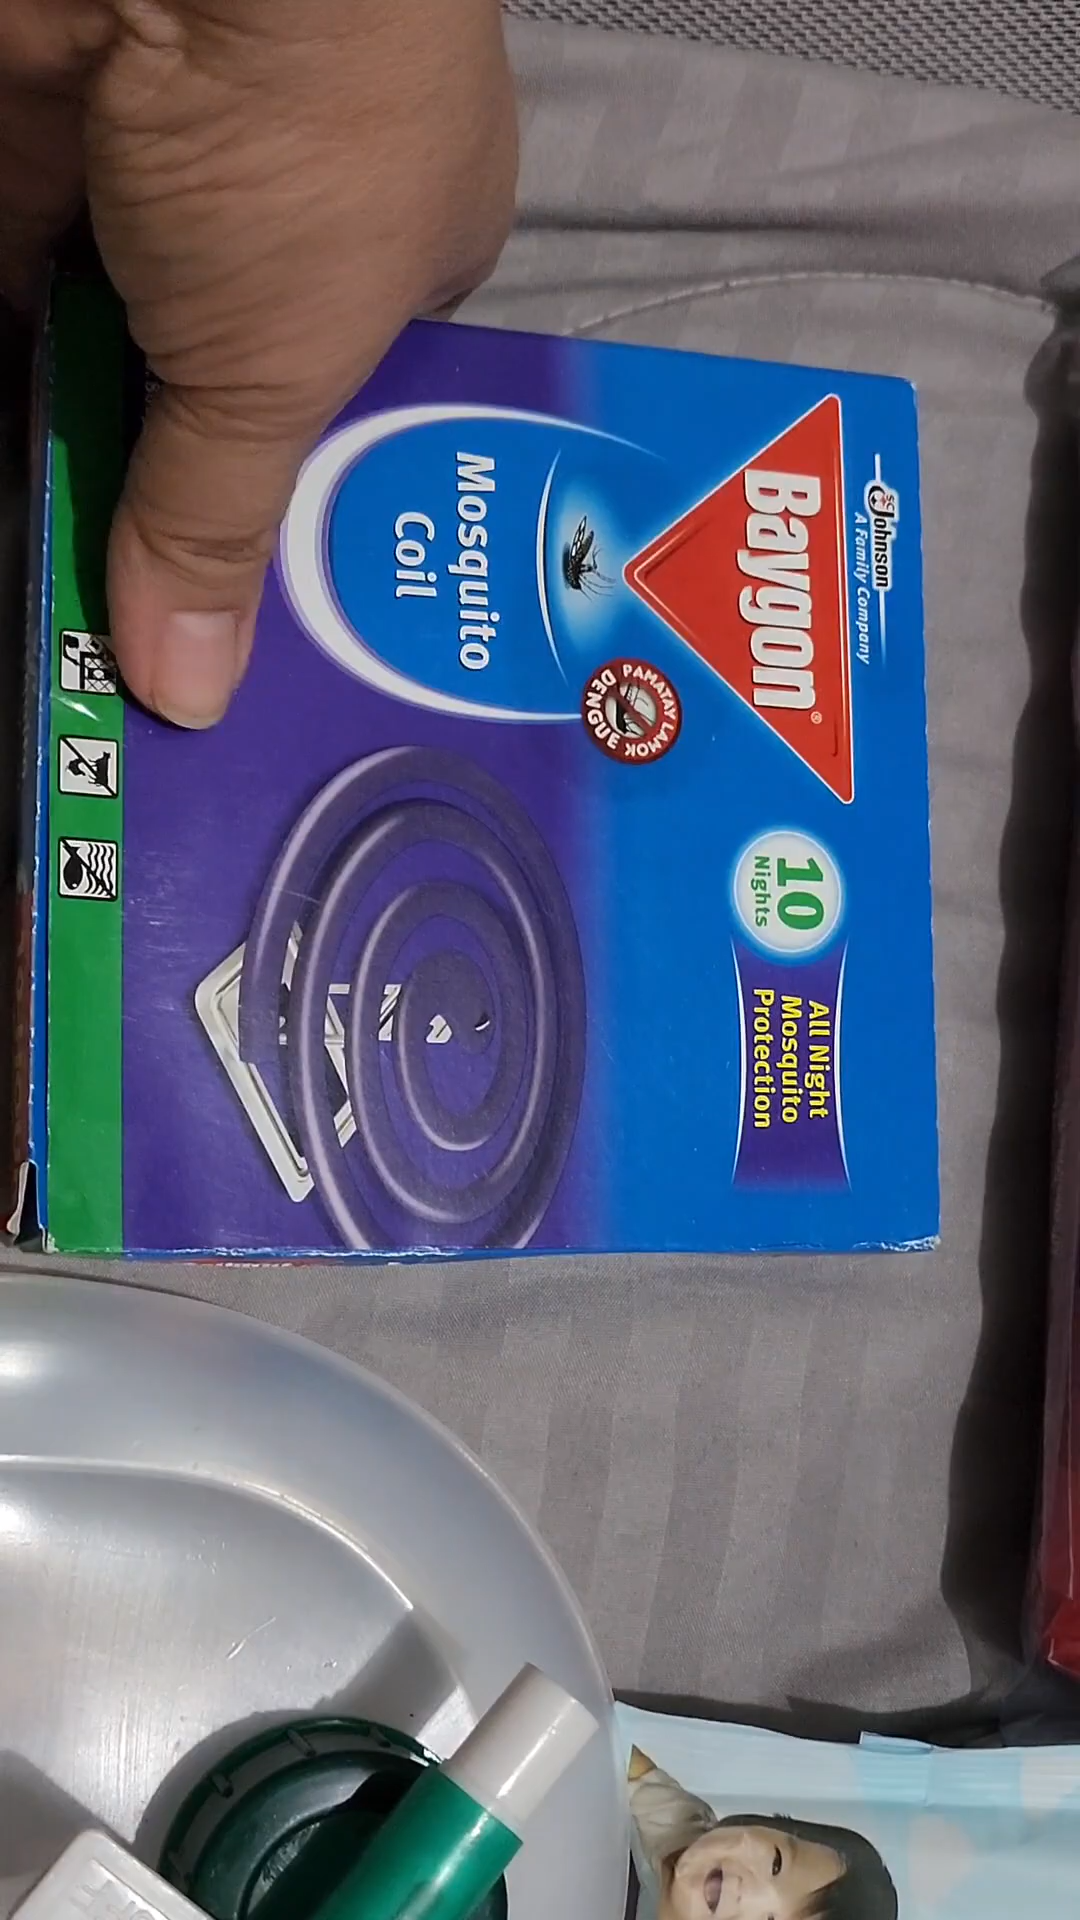 SC Johnson
A Family Company
Baygon®
10
Nights
All Night
Mosquito
Protection
PAMATAY LAMOK
DENGUE
Mosquito
Coil